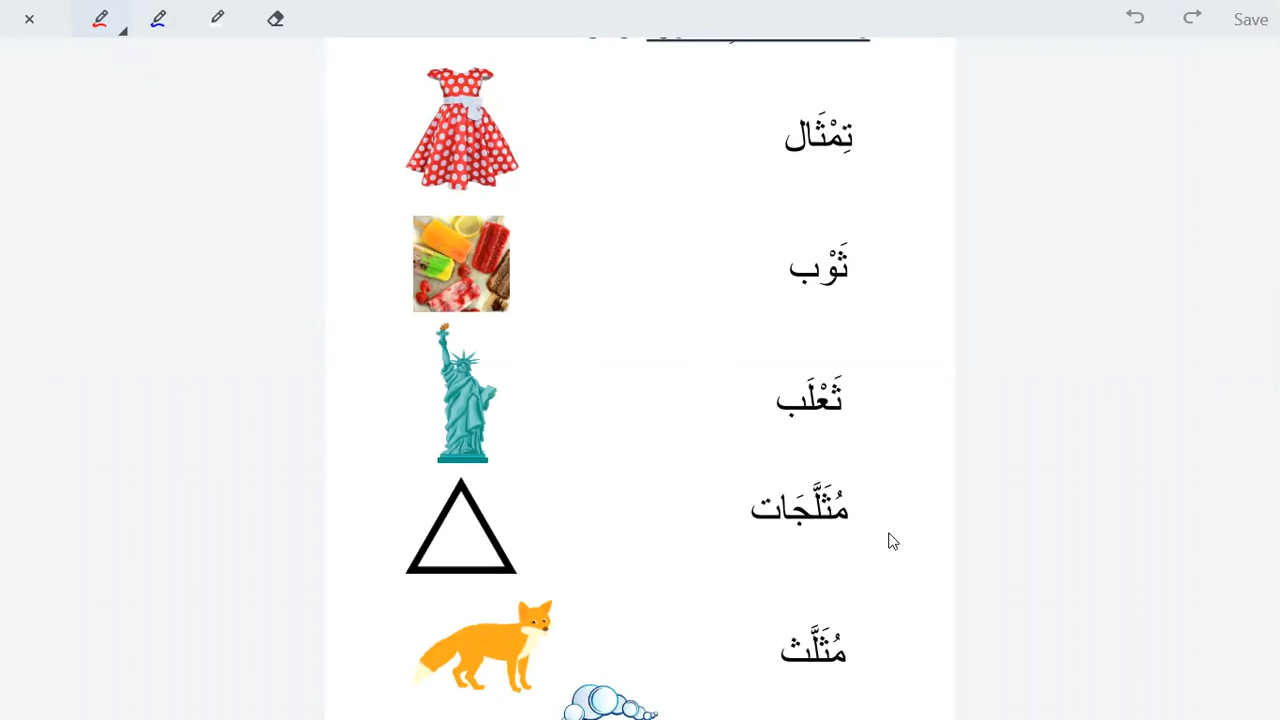 Save
تِمْثَال
ثَوْب
ثَعْلَب
مُثَلَّجَات
مُثَلَّث